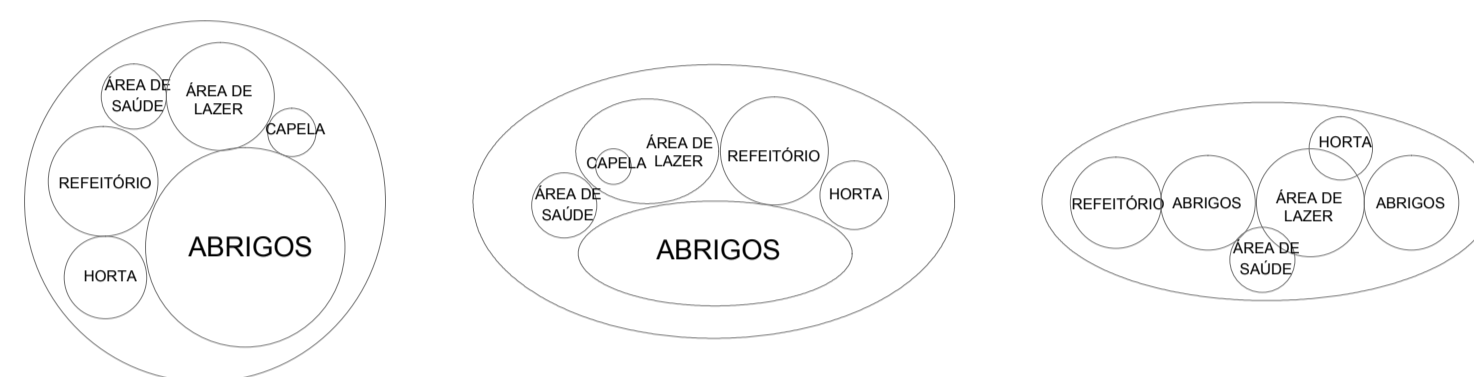 ÁREA DE
SAÚDE
ÁREA DE
LAZER
CAPELA
REFEITÓRIO
ABRIGOS
HORTA
ÁREA DE
LAZER
CAPELA
REFEITÓRIO
ÁREA DE
SAÚDE
HORTA
ABRIGOS
HORTA
REFEITÓRIO
ABRIGOS
ÁREA DE
LAZER
ABRIGOS
ÁREA DE
SAÚDE